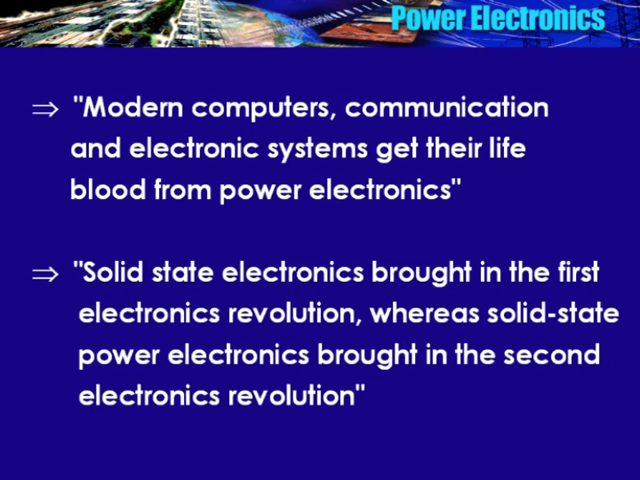 Power Electronics
⇒ "Modern computers, communication
and electronic systems get their life
blood from power electronics"
⇒ "Solid state electronics brought in the first
electronics revolution, whereas solid-state
power electronics brought in the second
electronics revolution"